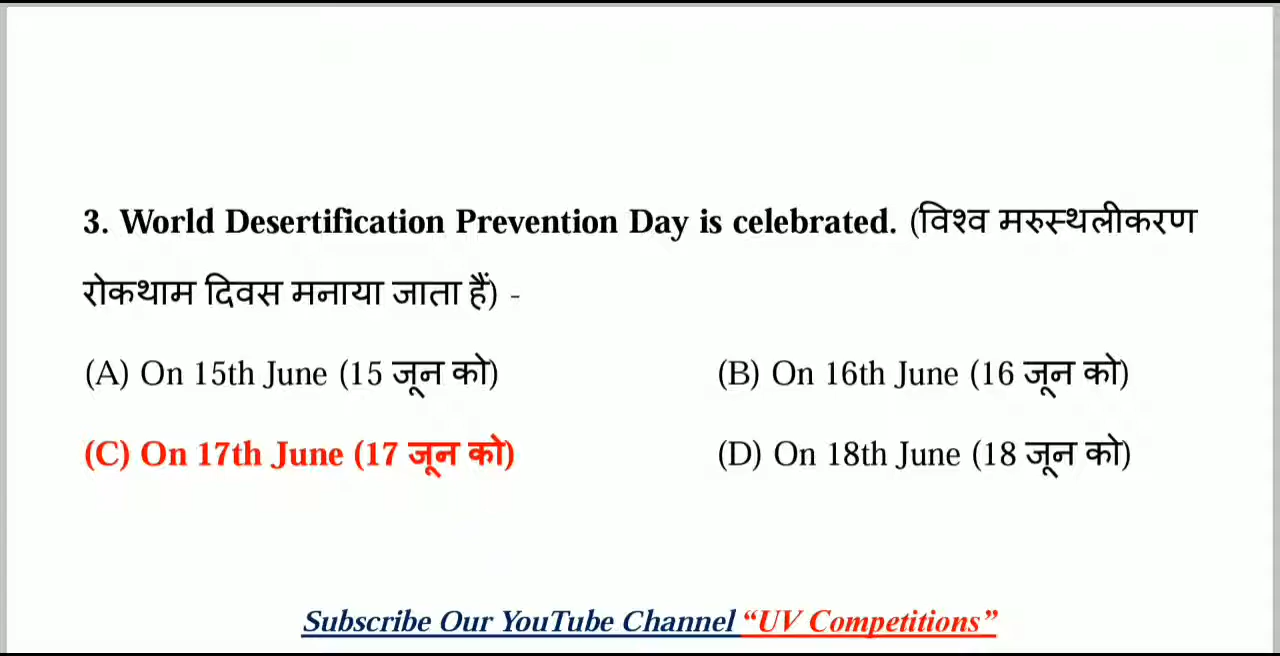 3. World Desertification Prevention Day is celebrated. (विश्व मरुस्थलीकरण
रोकथाम दिवस मनाया जाता हैं) -
(A) On 15th June (15 जून को) (B) On 16th June (16 जून को)
(C) On 17th June (17 जून को) (D) On 18th June (18 जून को)
Subscribe Our YouTube Channel “UV Competitions”